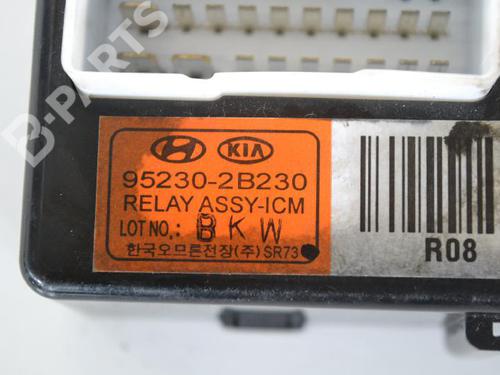 B-PARTS
HYUNDAI KIA
95230-2B230
RELAY ASSY-ICM
LOT NO.: BKW
한국오므론전장(주) SR73
R08